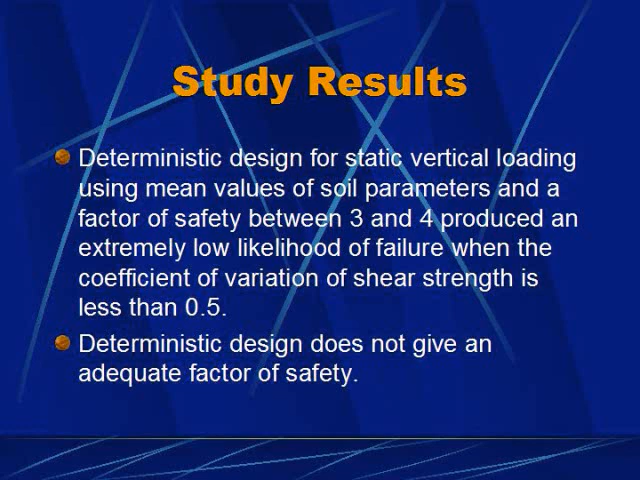 Study Results
Deterministic design for static vertical loading
using mean values of soil parameters and a
factor of safety between 3 and 4 produced an
extremely low likelihood of failure when the
coefficient of variation of shear strength is
less than 0.5.
Deterministic design does not give an
adequate factor of safety.